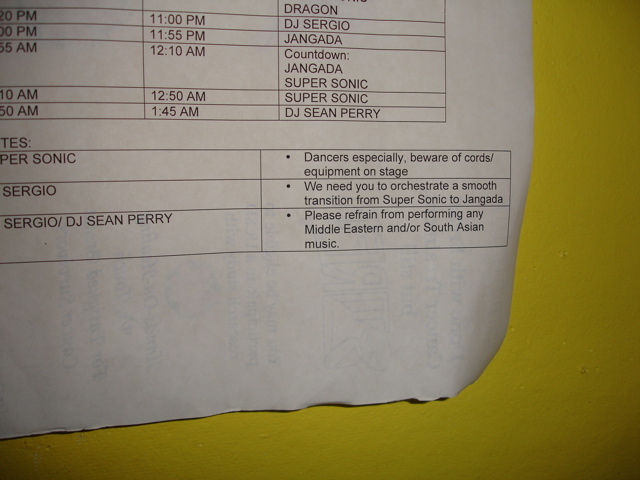 DRAGON
20 PM 11:00 PM DJ SERGIO
00 PM 11:55 PM JANGADA
55 AM 12:10 AM Countdown:
JANGADA
SUPER SONIC
10 AM 12:50 AM SUPER SONIC
50 AM 1:45 AM DJ SEAN PERRY
TES:
PER SONIC • Dancers especially, beware of cords/
equipment on stage
SERGIO • We need you to orchestrate a smooth
transition from Super Sonic to Jangada
SERGIO/ DJ SEAN PERRY • Please refrain from performing any
Middle Eastern and/or South Asian
music.